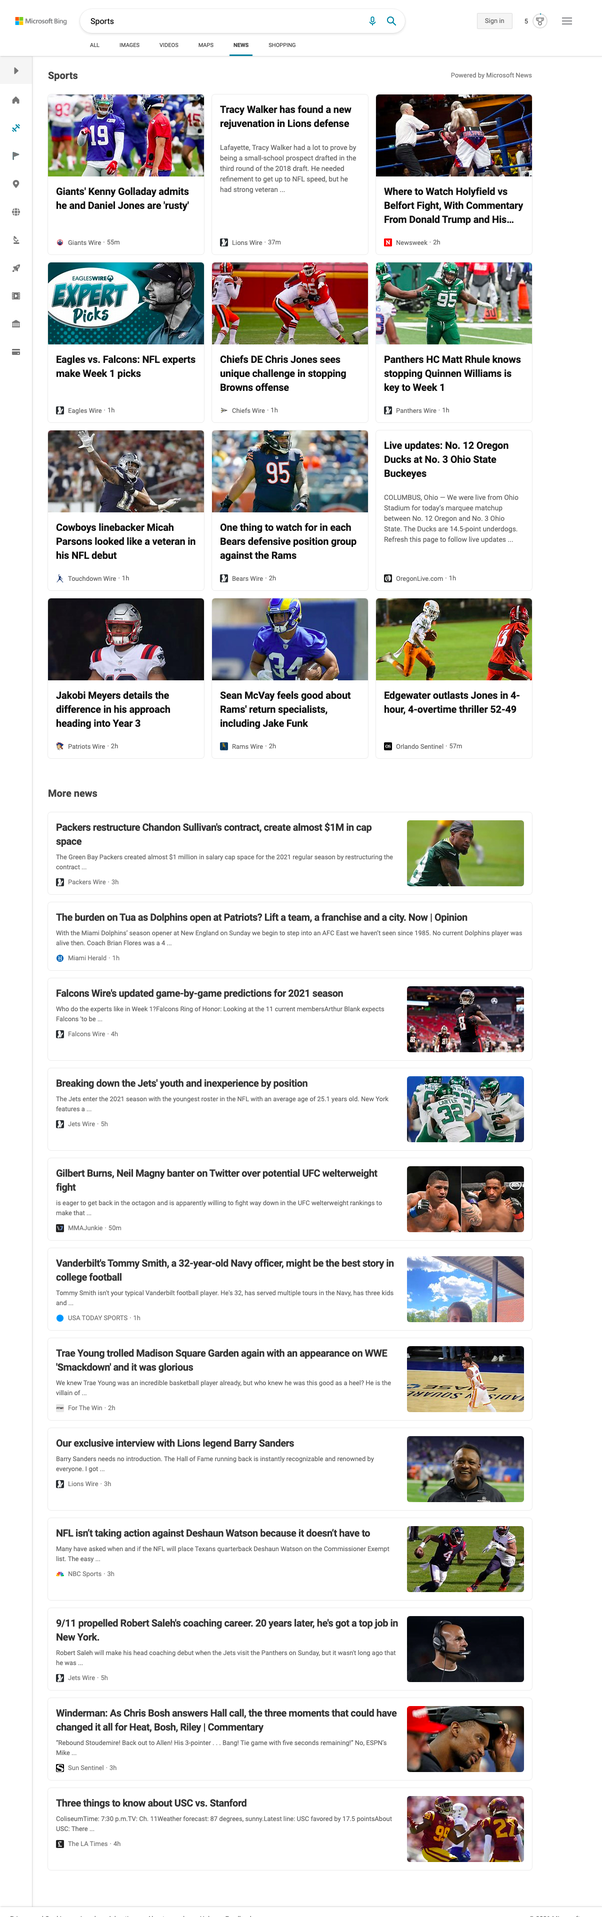 Microsoft Bing
Sports
Sign in
5
ALL
IMAGES
VIDEOS
MAPS
NEWS
SHOPPING
Sports
Powered by Microsoft News
Giants' Kenny Golladay admits
he and Daniel Jones are 'rusty'
Giants Wire · 55m
Tracy Walker has found a new
rejuvenation in Lions defense
Lafayette, Tracy Walker had a lot to prove by
being a small-school prospect drafted in the
third round of the 2018 draft. He needed
refinement to get up to NFL speed, but he
had strong veteran ...
Lions Wire · 37m
Where to Watch Holyfield vs
Belfort Fight, With Commentary
From Donald Trump and His...
Newsweek · 2h
EAGLESWIRE
EXPERT
Picks
Eagles vs. Falcons: NFL experts
make Week 1 picks
Eagles Wire · 1h
Chiefs DE Chris Jones sees
unique challenge in stopping
Browns offense
Chiefs Wire · 1h
95
Panthers HC Matt Rhule knows
stopping Quinnen Williams is
key to Week 1
Panthers Wire · 1h
Cowboys linebacker Micah
Parsons looked like a veteran in
his NFL debut
Touchdown Wire · 1h
95
One thing to watch for in each
Bears defensive position group
against the Rams
Bears Wire · 2h
Live updates: No. 12 Oregon
Ducks at No. 3 Ohio State
Buckeyes
COLUMBUS, Ohio — We were live from Ohio
Stadium for today's marquee matchup
between No. 12 Oregon and No. 3 Ohio
State. The Ducks are 14.5-point underdogs.
Refresh this page to follow live updates ...
OregonLive.com · 1h
Jakobi Meyers details the
difference in his approach
heading into Year 3
Patriots Wire · 2h
34
Sean McVay feels good about
Rams' return specialists,
including Jake Funk
Rams Wire · 2h
Edgewater outlasts Jones in 4-
hour, 4-overtime thriller 52-49
Orlando Sentinel · 57m
More news
Packers restructure Chandon Sullivan's contract, create almost $1M in cap
space
The Green Bay Packers created almost $1 million in salary cap space for the 2021 regular season by restructuring the
contract ...
Packers Wire · 3h
The burden on Tua as Dolphins open at Patriots? Lift a team, a franchise and a city. Now | Opinion
With the Miami Dolphins' season opener at New England on Sunday we begin to step into an AFC East we haven't seen since 1985. No current Dolphins player was
alive then. Coach Brian Flores was a 4 ...
Miami Herald · 1h
Falcons Wire's updated game-by-game predictions for 2021 season
Who do the experts like in Week 1?Falcons Ring of Honor: Looking at the 11 current membersArthur Blank expects
Falcons 'to be ...
Falcons Wire · 4h
Breaking down the Jets' youth and inexperience by position
The Jets enter the 2021 season with the youngest roster in the NFL with an average age of 25.1 years old. New York
features a ...
Jets Wire · 5h
Gilbert Burns, Neil Magny banter on Twitter over potential UFC welterweight
fight
is eager to get back in the octagon and is apparently willing to fight way down in the UFC welterweight rankings to
make that ...
MMAJunkie · 50m
Vanderbilt's Tommy Smith, a 32-year-old Navy officer, might be the best story in
college football
Tommy Smith isn't your typical Vanderbilt football player. He's 32, has served multiple tours in the Navy, has three kids
and ...
USA TODAY SPORTS · 1h
Trae Young trolled Madison Square Garden again with an appearance on WWE
'Smackdown' and it was glorious
We knew Trae Young was an incredible basketball player already, but who knew he was this good as a heel? He is the
villain of ...
For The Win · 2h
Our exclusive interview with Lions legend Barry Sanders
Barry Sanders needs no introduction. The Hall of Fame running back is instantly recognizable and renowned by
everyone. I got ...
Lions Wire · 3h
NFL isn't taking action against Deshaun Watson because it doesn't have to
Many have asked when and if the NFL will place Texans quarterback Deshaun Watson on the Commissioner Exempt
list. The easy ...
NBC Sports · 3h
9/11 propelled Robert Saleh's coaching career. 20 years later, he's got a top job in
New York.
Robert Saleh will make his head coaching debut when the Jets visit the Panthers on Sunday, but it wasn't long ago that
he was ...
Jets Wire · 5h
Winderman: As Chris Bosh answers Hall call, the three moments that could have
changed it all for Heat, Bosh, Riley | Commentary
"Rebound Stoudemire! Back out to Allen! His 3-pointer . . . Bang! Tie game with five seconds remaining!" No, ESPN's
Mike ...
Sun Sentinel · 3h
Three things to know about USC vs. Stanford
ColiseumTime: 7:30 p.m.TV: Ch. 11Weather forecast: 87 degrees, sunny.Latest line: USC favored by 17.5 pointsAbout
USC: There ...
The LA Times · 4h